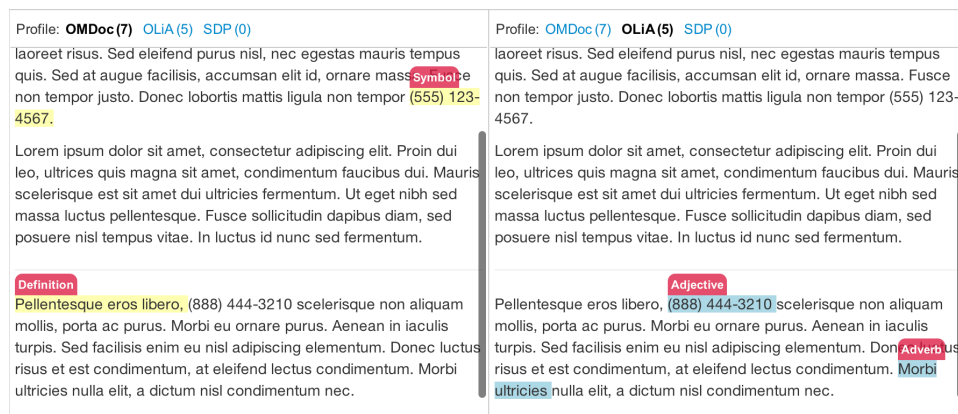 Profile: OMDoc (7) OLiA (5) SDP (0)
laoreet risus. Sed eleifend purus nisl, nec egestas mauris tempus
quis. Sed at augue facilisis, accumsan elit id, ornare
Symbol
non tempor justo. Donec lobortis mattis ligula non tempor (555) 123-
4567.
Lorem ipsum dolor sit amet, consectetur adipiscing elit. Proin dui
leo, ultrices quis magna sit amet, condimentum faucibus dui. Mauris
scelerisque est sit amet dui ultricies fermentum. Ut eget nibh sed
massa luctus pellentesque. Fusce sollicitudin dapibus diam, sed
posuere nisl tempus vitae. In luctus id nunc sed fermentum.
Definition
Pellentesque eros libero, (888) 444-3210 scelerisque non aliquam
mollis, porta ac purus. Morbi eu ornare purus. Aenean in iaculis
turpis. Sed facilisis enim eu nisl adipiscing elementum. Donec luctus
risus et est condimentum, at eleifend lectus condimentum. Morbi
ultricies nulla elit, a dictum nisl condimentum nec.
Profile: OMDoc (7) OLiA (5) SDP (0)
laoreet risus. Sed eleifend purus nisl, nec egestas mauris tempus
quis. Sed at augue facilisis, accumsan elit id, ornare massa. Fusce
non tempor justo. Donec lobortis mattis ligula non tempor (555) 123-
4567.
Lorem ipsum dolor sit amet, consectetur adipiscing elit. Proin dui
leo, ultrices quis magna sit amet, condimentum faucibus dui. Mauris
scelerisque est sit amet dui ultricies fermentum. Ut eget nibh sed
massa luctus pellentesque. Fusce sollicitudin dapibus diam, sed
posuere nisl tempus vitae. In luctus id nunc sed fermentum.
Adjective
Pellentesque eros libero, (888) 444-3210 scelerisque non aliquam
mollis, porta ac purus. Morbi eu ornare purus. Aenean in iaculis
turpis. Sed facilisis enim eu nisl adipiscing elementum.
Adverb
risus et est condimentum, at eleifend lectus condimentum. Morbi
ultricies nulla elit, a dictum nisl condimentum nec.